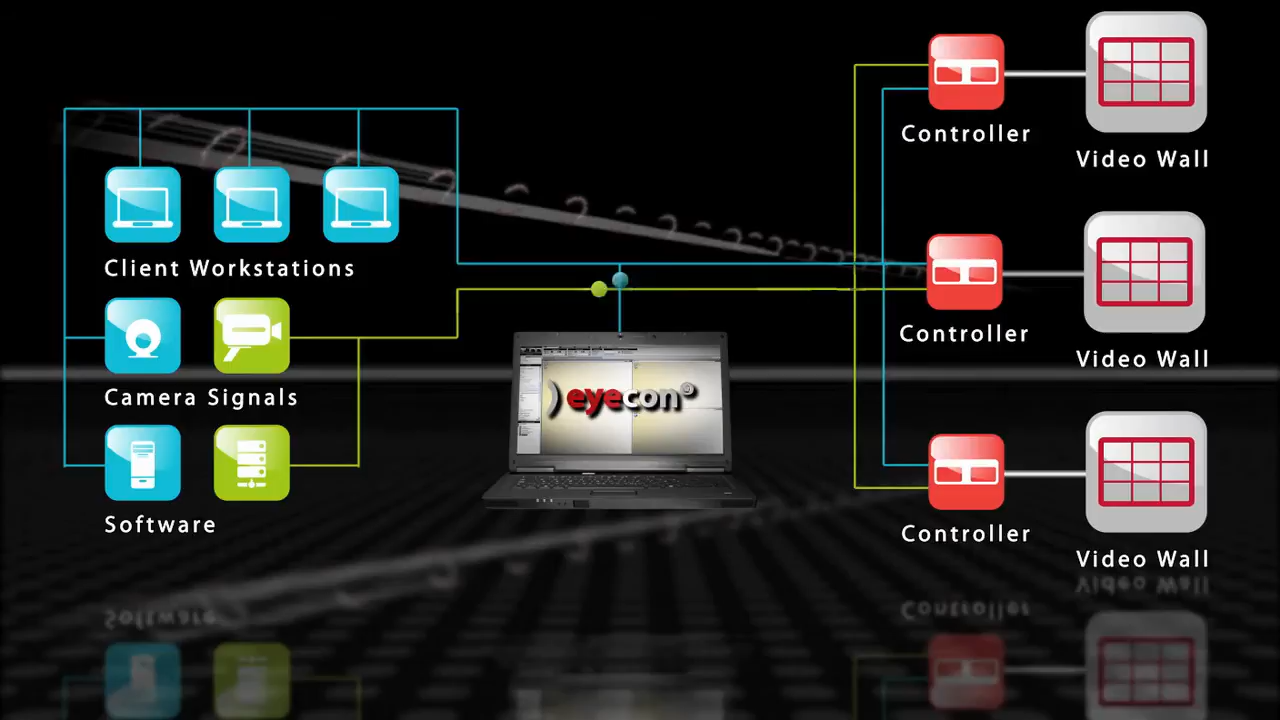 Client Workstations
Camera Signals
Software
eyecon
Controller
Video Wall
Controller
Video Wall
Controller
Video Wall